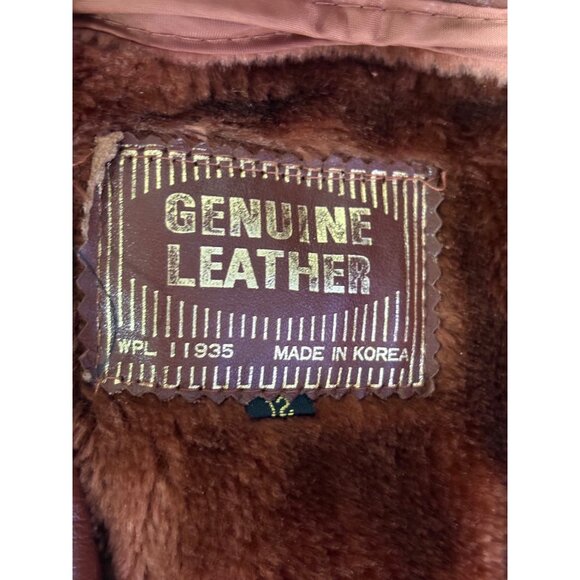 GENUINE
LEATHER
WPL 11935 MADE IN KOREA
12